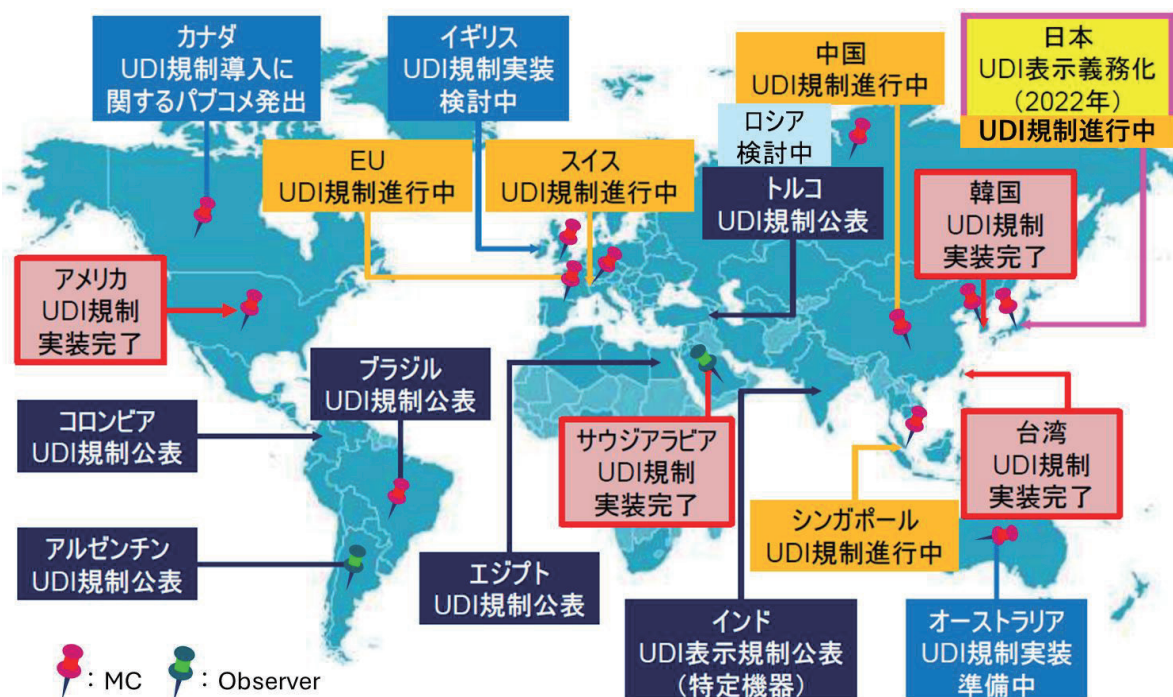 カナダ
UDI規制導入に
関するパブコメ発出
イギリス
UDI規制実装
検討中
中国
UDI規制進行中
日本
UDI表示義務化
（2022年）
UDI規制進行中
ロシア
検討中
EU
UDI規制進行中
スイス
UDI規制進行中
トルコ
UDI規制公表
韓国
UDI規制
実装完了
アメリカ
UDI規制
実装完了
ブラジル
UDI規制公表
コロンビア
UDI規制公表
サウジアラビア
UDI規制
実装完了
台湾
UDI規制
実装完了
シンガポール
UDI規制進行中
アルゼンチン
UDI規制公表
エジプト
UDI規制公表
インド
UDI表示規制公表
（特定機器）
オーストラリア
UDI規制実装
準備中
：MC ：Observer